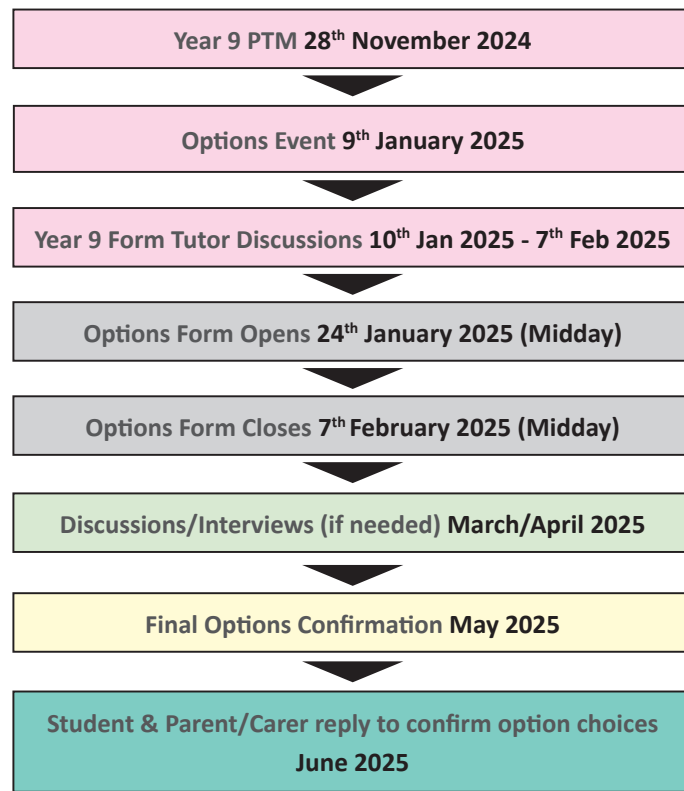 Year 9 PTM 28th November 2024
Options Event 9th January 2025
Year 9 Form Tutor Discussions 10th Jan 2025 - 7th Feb 2025
Options Form Opens 24th January 2025 (Midday)
Options Form Closes 7th February 2025 (Midday)
Discussions/Interviews (if needed) March/April 2025
Final Options Confirmation May 2025
Student & Parent/Carer reply to confirm option choices
June 2025